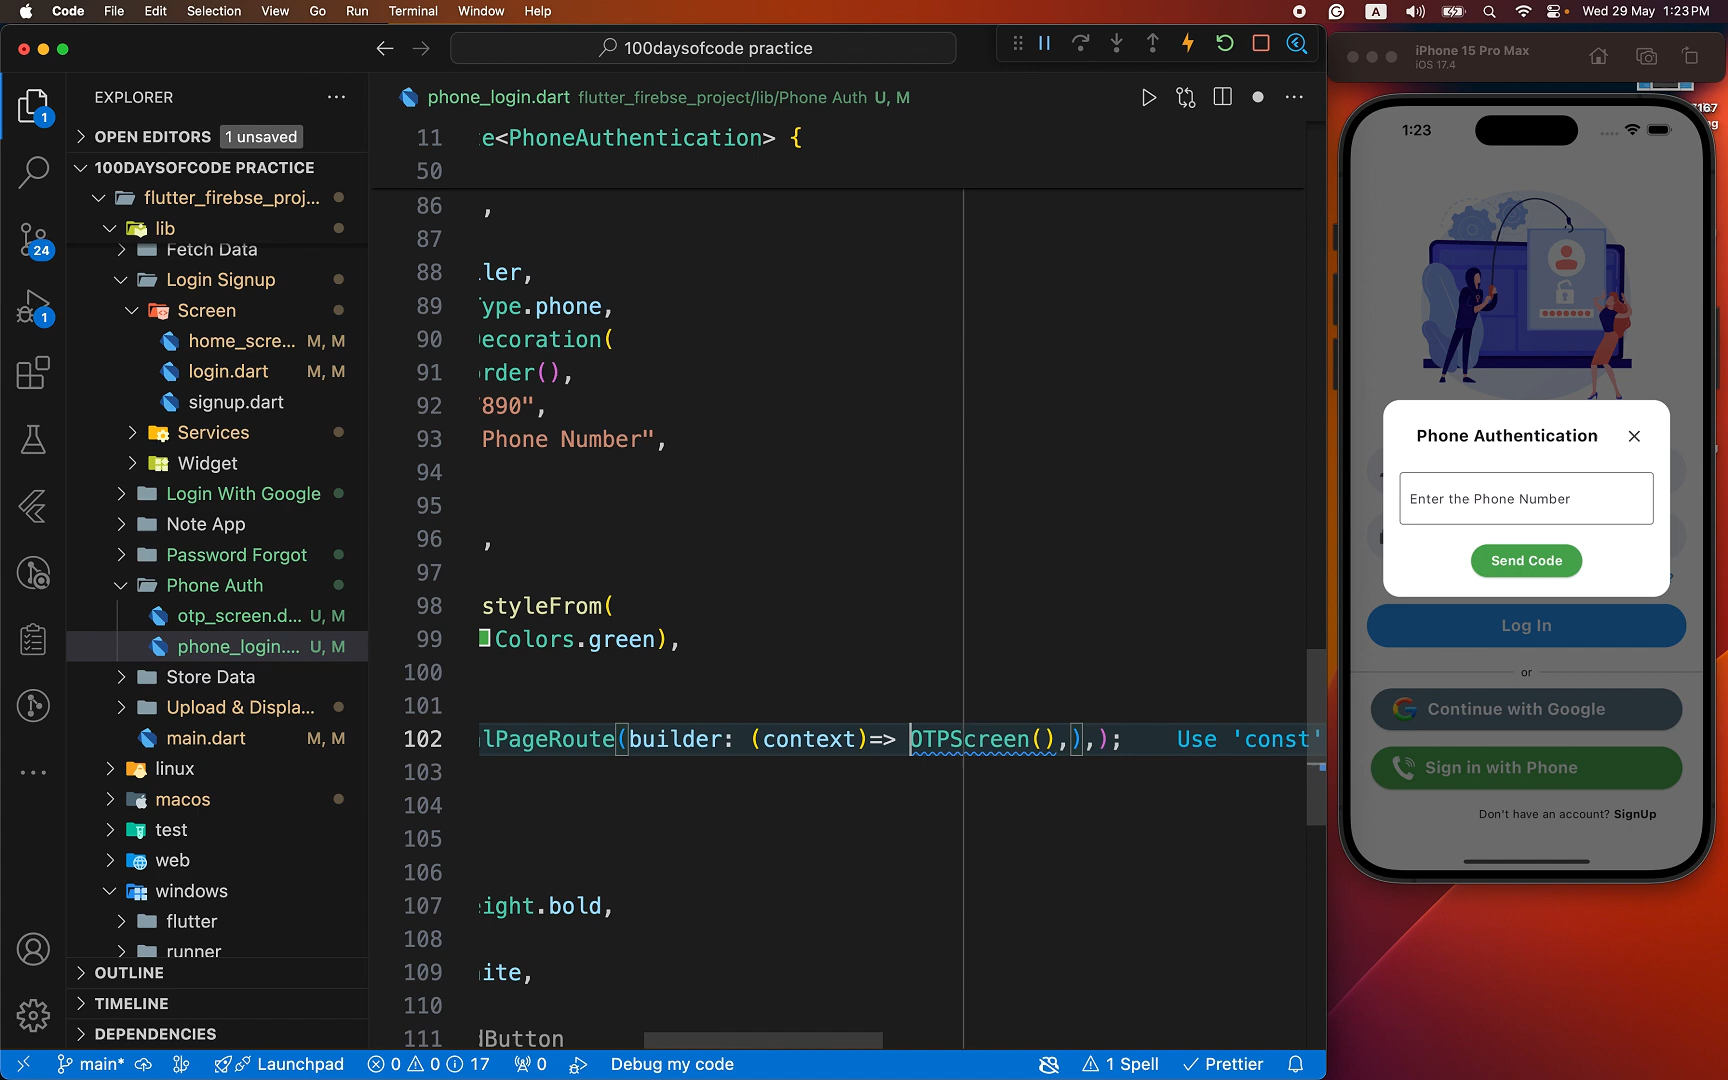 Code File Edit Selection View Go Run Terminal Window Help
A
Wed 29 May 1:23 PM
100daysofcode practice
EXPLORER
1
OPEN EDITORS 1 unsaved
100DAYSOFCODE PRACTICE
flutter_firebse_proj...
lib
Fetch Data
24
Login Signup
Screen
1
home_scre... M, M
login.dart M, M
signup.dart
Services
Widget
Login With Google
Note App
Password Forgot
Phone Auth
otp_screen.d... U, M
phone_login.... U, M
Store Data
Upload & Displa...
main.dart M, M
linux
macos
test
web
windows
flutter
runner
OUTLINE
TIMELINE
DEPENDENCIES
phone_login.dart flutter_firebse_project/lib/Phone Auth U, M
11 e<PhoneAuthentication> {
50
86 ,
87
88 ler,
89 ype.phone,
90 ecoration(
91 rder(),
92 890",
93 Phone Number",
94
95
96 ,
97
98 styleFrom(
99 Colors.green),
100
101
102 lPageRoute(builder: (context)=> OTPScreen(),),); Use 'const'
103
104
105
106
107 ight.bold,
108
109 ite,
110
111 dButton
main* Launchpad 0 0 17 0 Debug my code 1 Spell Prettier
iPhone 15 Pro Max
iOS 17.4
1:23
Phone Authentication
Enter the Phone Number
Send Code
Log In
or
Continue with Google
Sign in with Phone
Don't have an account? SignUp